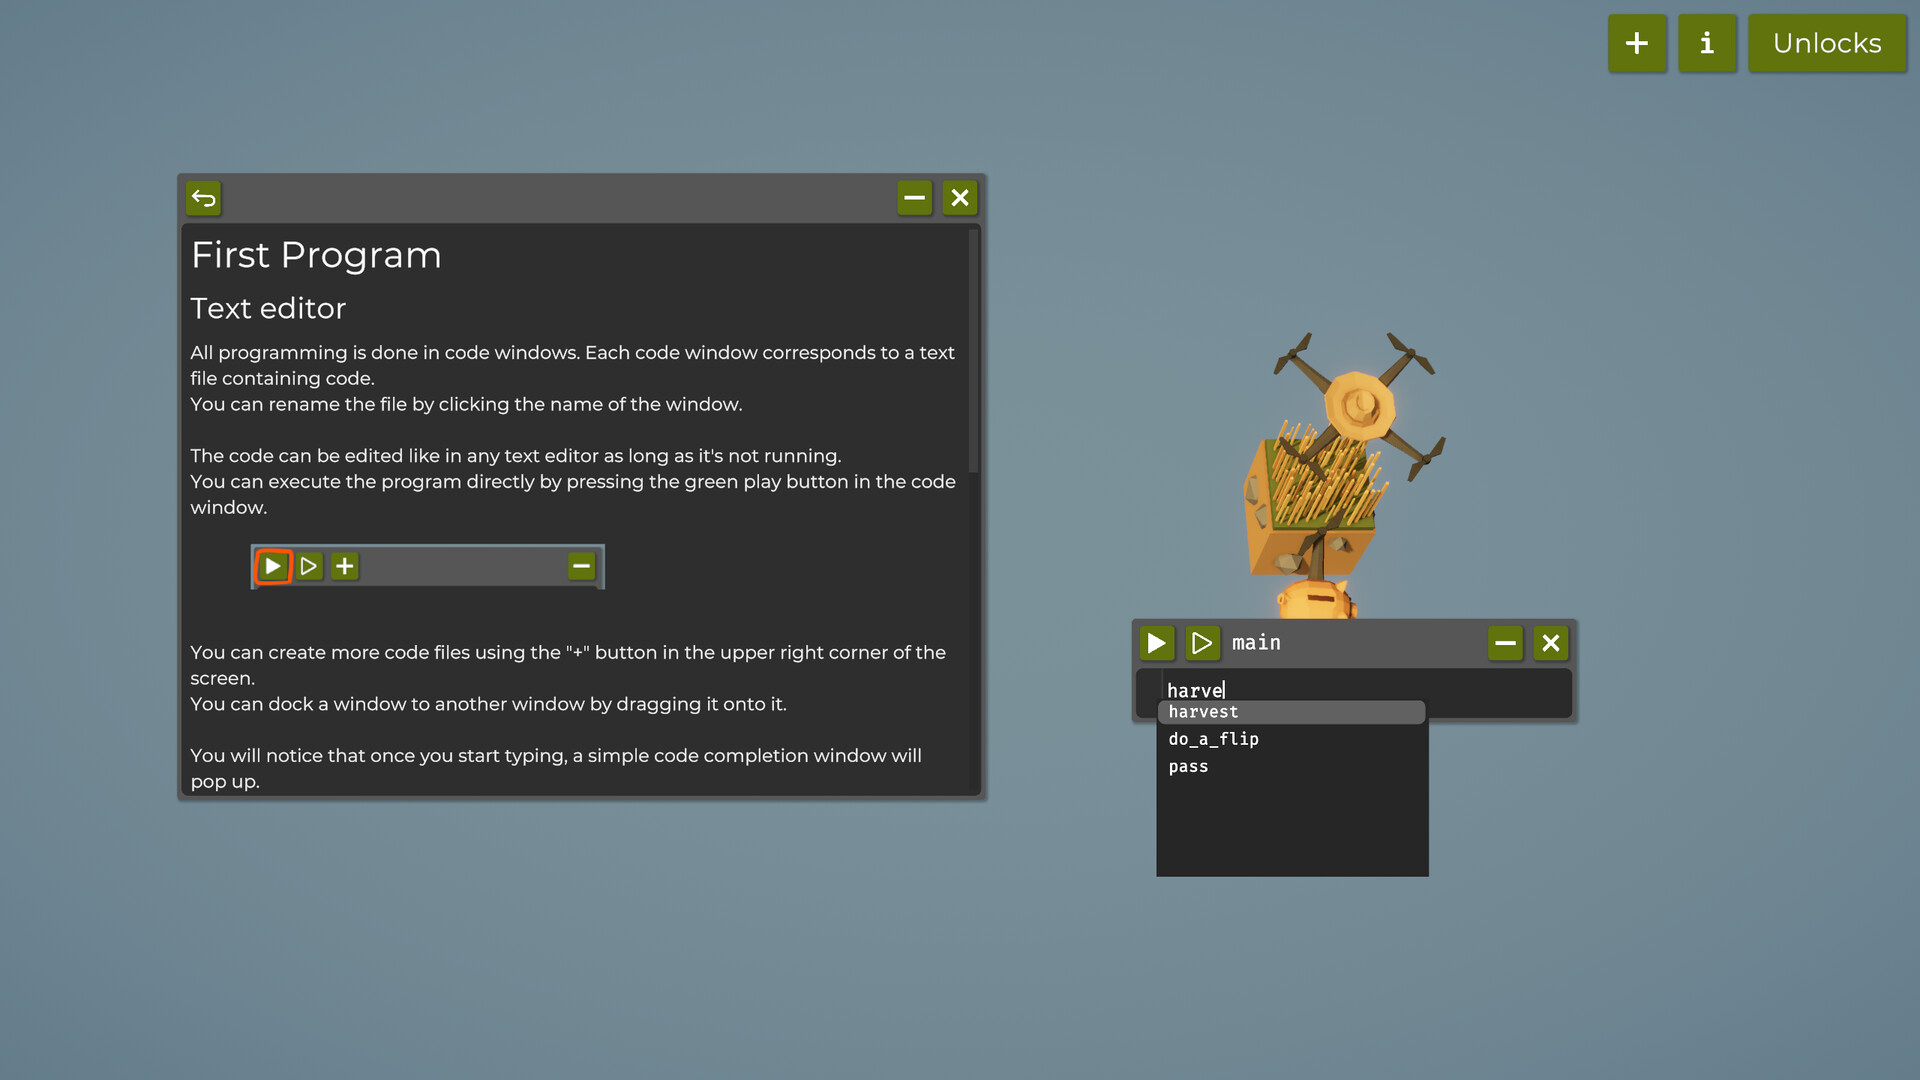 + i Unlocks
First Program
Text editor
All programming is done in code windows. Each code window corresponds to a text
file containing code.
You can rename the file by clicking the name of the window.
The code can be edited like in any text editor as long as it's not running.
You can execute the program directly by pressing the green play button in the code
window.
You can create more code files using the "+" button in the upper right corner of the
screen.
You can dock a window to another window by dragging it onto it.
You will notice that once you start typing, a simple code completion window will
pop up.
main
harve
harvest
do_a_flip
pass